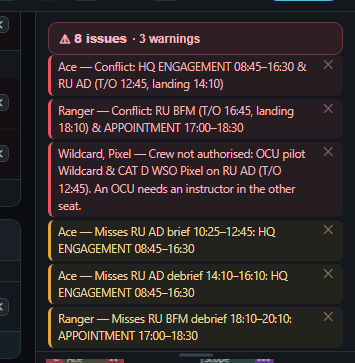 ⚠ 8 issues · 3 warnings
Ace — Conflict: HQ ENGAGEMENT 08:45–16:30 &
RU AD (T/O 12:45, landing 14:10)
Ranger — Conflict: RU BFM (T/O 16:45, landing
18:10) & APPOINTMENT 17:00–18:30
Wildcard, Pixel — Crew not authorised: OCU pilot
Wildcard & CAT D WSO Pixel on RU AD (T/O
12:45). An OCU needs an instructor in the other
seat.
Ace — Misses RU AD brief 10:25–12:45: HQ
ENGAGEMENT 08:45–16:30
Ace — Misses RU AD debrief 14:10–16:10: HQ
ENGAGEMENT 08:45–16:30
Ranger — Misses RU BFM debrief 18:10–20:10:
APPOINTMENT 17:00–18:30